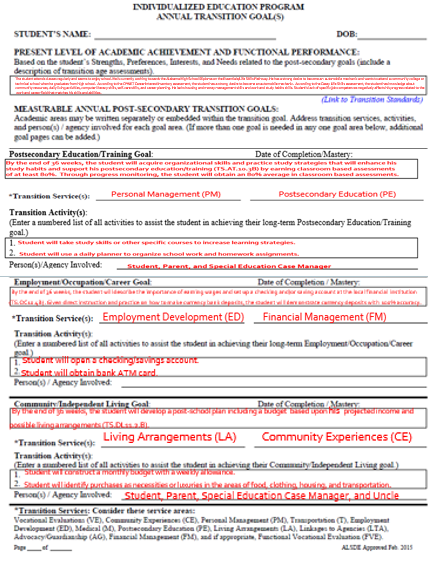 INDIVIDUALIZED EDUCATION PROGRAM
ANNUAL TRANSITION GOAL(S)
STUDENT'S NAME: DOB:
PRESENT LEVEL OF ACADEMIC ACHIEVEMENT AND FUNCTIONAL PERFORMANCE:
Based on the student's Strengths, Preferences, Interests, and Needs related to the post-secondary goals (include a
description of transition age assessments).
(Link to Transition Standards)
MEASURABLE ANNUAL POST-SECONDARY TRANSITION GOALS:
Academic areas may be written separately or embedded within the transition goal. Address transition services, activities,
and person(s) / agency involved for each goal area. (If more than one goal is needed in any one goal area below, additional
goal pages can be added.)
Postsecondary Education/Training Goal: Date of Completion/Mastery:
By the end of 36 weeks, the student will acquire organizational skills and practice study strategies that will enhance his
study habits and support his postsecondary education/training (TS.AT.10. 3B) by earning classroom based assessments
of at least 80%. Through progress monitoring, the student will obtain an 80% average in classroom based assessments.
*Transition Service(s): Personal Management (PM) Postsecondary Education (PE)
Transition Activity(s):
(Enter a numbered list of all activities to assist the student in achieving their long-term Postsecondary Education/Training
goal.)
1. Student will take study skills or other specific courses to increase learning strategies.
2. Student will use a daily planner to organize school work and homework assignments.
Person(s)/Agency Involved: Student, Parent, and Special Education Case Manager
Employment/Occupation/Career Goal: Date of Completion / Mastery:
By the end of 36 weeks, the student will describe the importance of earning wages and set up a checking and/or saving account at the local financial institution
Given direct instruction and practice on how to make currency bank deposits, the student will demonstrate currency deposits with 100% accuracy.
*Transition Service(s): Employment Development (ED) Financial Management (FM)
Transition Activity(s):
(Enter a numbered list of all activities to assist the student in achieving their long-term Employment/Occupation/Career
goal.)
1. Student will open a checking/savings account.
2. Student will obtain bank ATM card.
Person(s) / Agency Involved:
Community/Independent Living Goal: Date of Completion / Mastery:
By the end of 36 weeks, the student will develop a post-school plan including a budget based upon his projected income and
possible living arrangements (TS.DL.11.2.B).
*Transition Service(s): Living Arrangements (LA) Community Experiences (CE)
Transition Activity(s):
(Enter a numbered list of all activities to assist the student in achieving their Community/Independent Living goal.)
1. Student will construct a monthly budget with a weekly allowance.
2. Student will identify purchases as necessities or luxuries in the areas of food, clothing, housing, and transportation.
Person(s) / Agency Involved: Student, Parent, Special Education Case Manager, and Uncle
*Transition Services: Consider these service areas:
Vocational Evaluations (VE), Community Experiences (CE), Personal Management (PM), Transportation (T), Employment
Development (ED), Medical (M), Postsecondary Education (PE), Living Arrangements (LA), Linkages to Agencies (LTA),
Advocacy/Guardianship (AG), Financial Management (FM), and if appropriate, Functional Vocational Evaluation (FVE).
Page ____ of ____ ALSDE Approved Feb. 2015